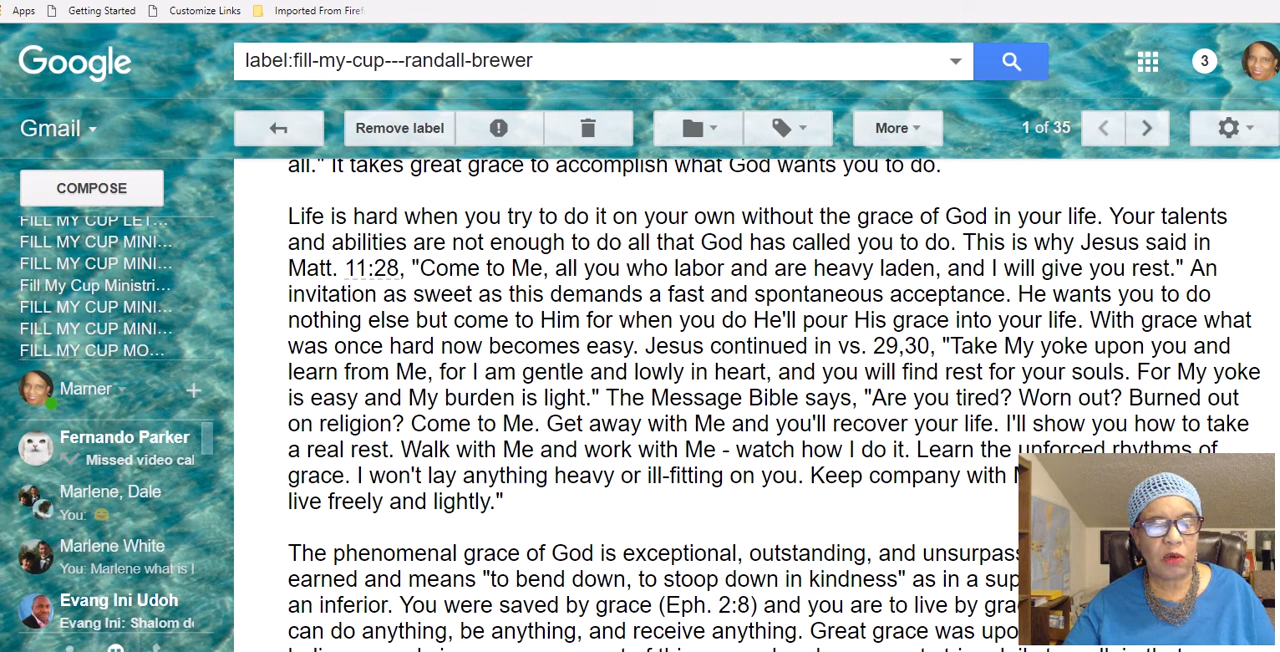 Apps Getting Started Customize Links Imported From Firef
Google
label:fill-my-cup---randall-brewer
3
Gmail
Remove label
More
1 of 35
COMPOSE
FILL MY CUP LET…
FILL MY CUP MINI…
FILL MY CUP MINI…
Fill My Cup Ministri…
FILL MY CUP MINI…
FILL MY CUP MINI…
FILL MY CUP MO…
Marner
Fernando Parker
Missed video cal
Marlene, Dale
You:
Marlene White
You: Marlene what is
Evang Ini Udoh
Evang Ini: Shalom
all." It takes great grace to accomplish what God wants you to do.
Life is hard when you try to do it on your own without the grace of God in your life. Your talents
and abilities are not enough to do all that God has called you to do. This is why Jesus said in
Matt. 11:28, "Come to Me, all you who labor and are heavy laden, and I will give you rest." An
invitation as sweet as this demands a fast and spontaneous acceptance. He wants you to do
nothing else but come to Him for when you do He'll pour His grace into your life. With grace what
was once hard now becomes easy. Jesus continued in vs. 29,30, "Take My yoke upon you and
learn from Me, for I am gentle and lowly in heart, and you will find rest for your souls. For My yoke
is easy and My burden is light." The Message Bible says, "Are you tired? Worn out? Burned out
on religion? Come to Me. Get away with Me and you'll recover your life. I'll show you how to take
a real rest. Walk with Me and work with Me - watch how I do it. Learn the unforced rhythms of
grace. I won't lay anything heavy or ill-fitting on you. Keep company with
live freely and lightly."
The phenomenal grace of God is exceptional, outstanding, and unsurpass
earned and means "to bend down, to stoop down in kindness" as in a sup
an inferior. You were saved by grace (Eph. 2:8) and you are to live by gra
can do anything, be anything, and receive anything. Great grace was upo